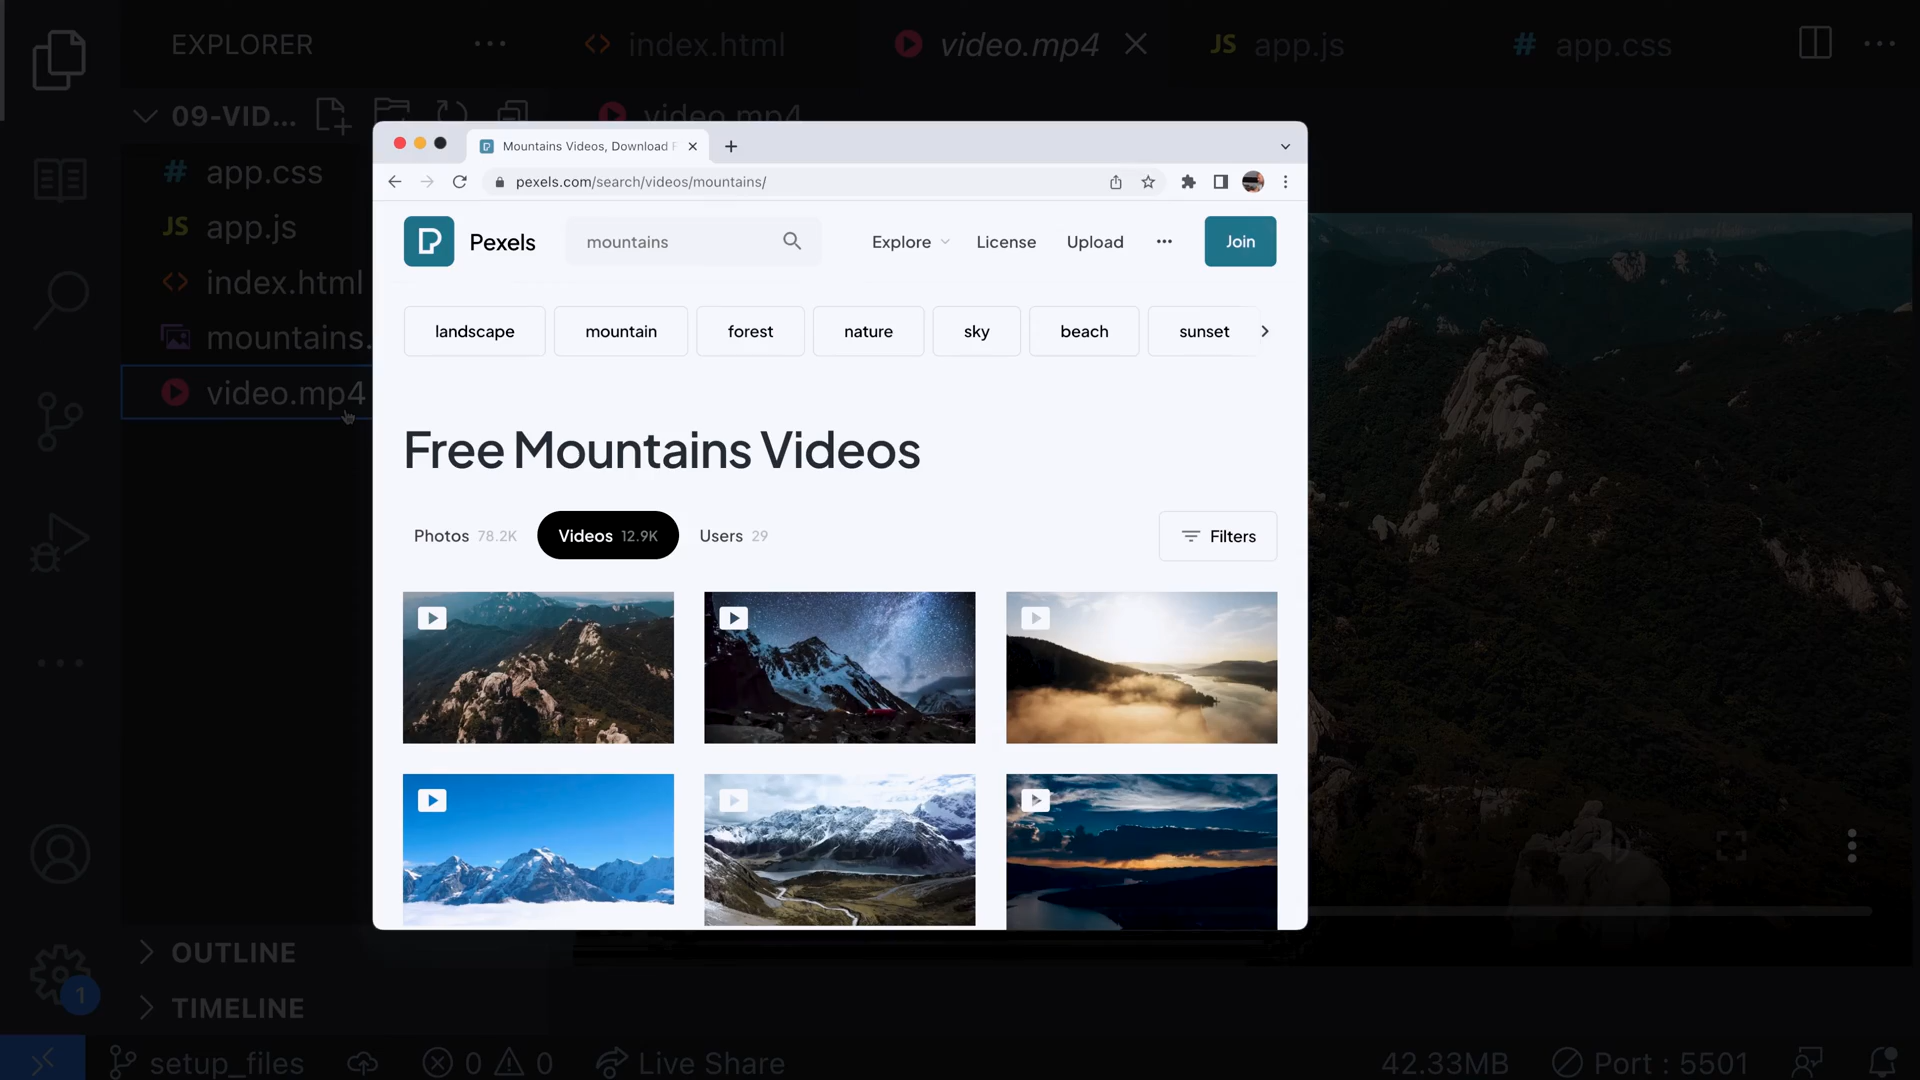 EXPLORER
index.html
video.mp4
app.js
app.css
09-VID...
video.mp4
app.css
app.js
index.html
mountains.
video.mp4
OUTLINE
TIMELINE
1
setup_files
0
0
Live Share
42.33MB
Port : 5501
Mountains Videos, Download F
pexels.com/search/videos/mountains/
Pexels
mountains
Explore
License
Upload
Join
landscape
mountain
forest
nature
sky
beach
sunset
Free Mountains Videos
Photos 78.2K
Videos 12.9K
Users 29
Filters